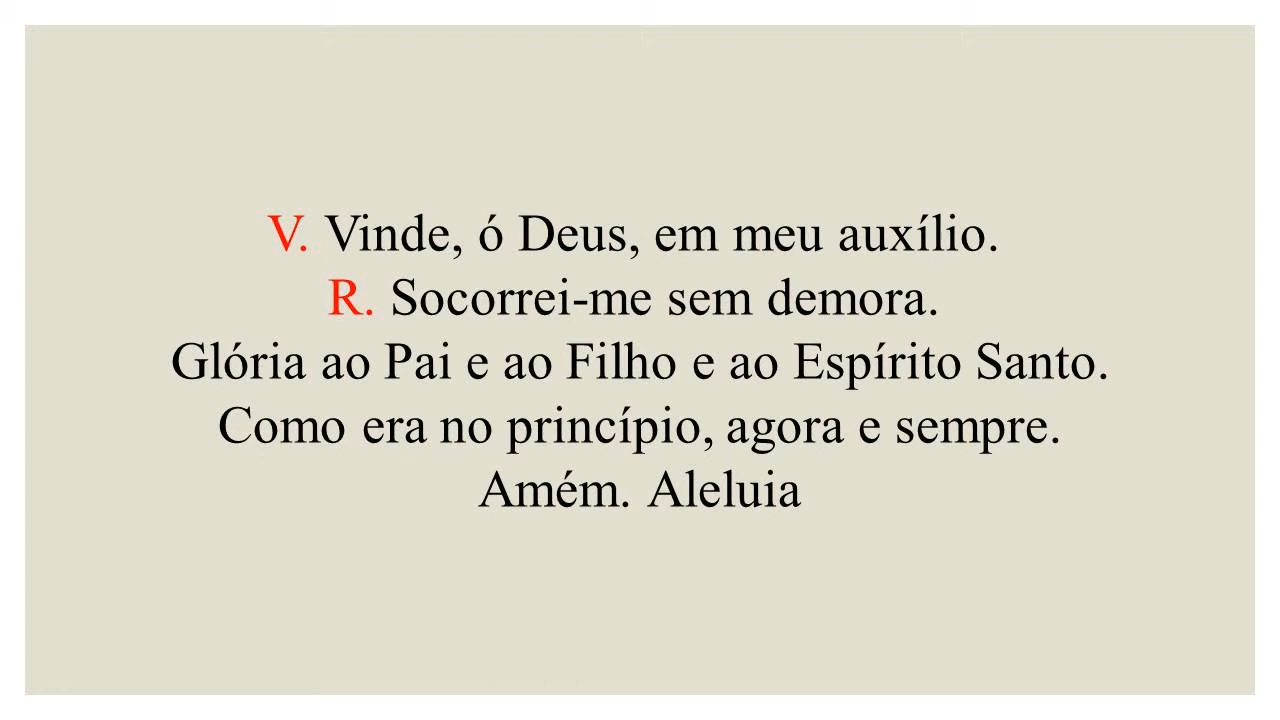 V. Vinde, ó Deus, em meu auxílio.
R. Socorrei-me sem demora.
Glória ao Pai e ao Filho e ao Espírito Santo.
Como era no princípio, agora e sempre.
Amém. Aleluia